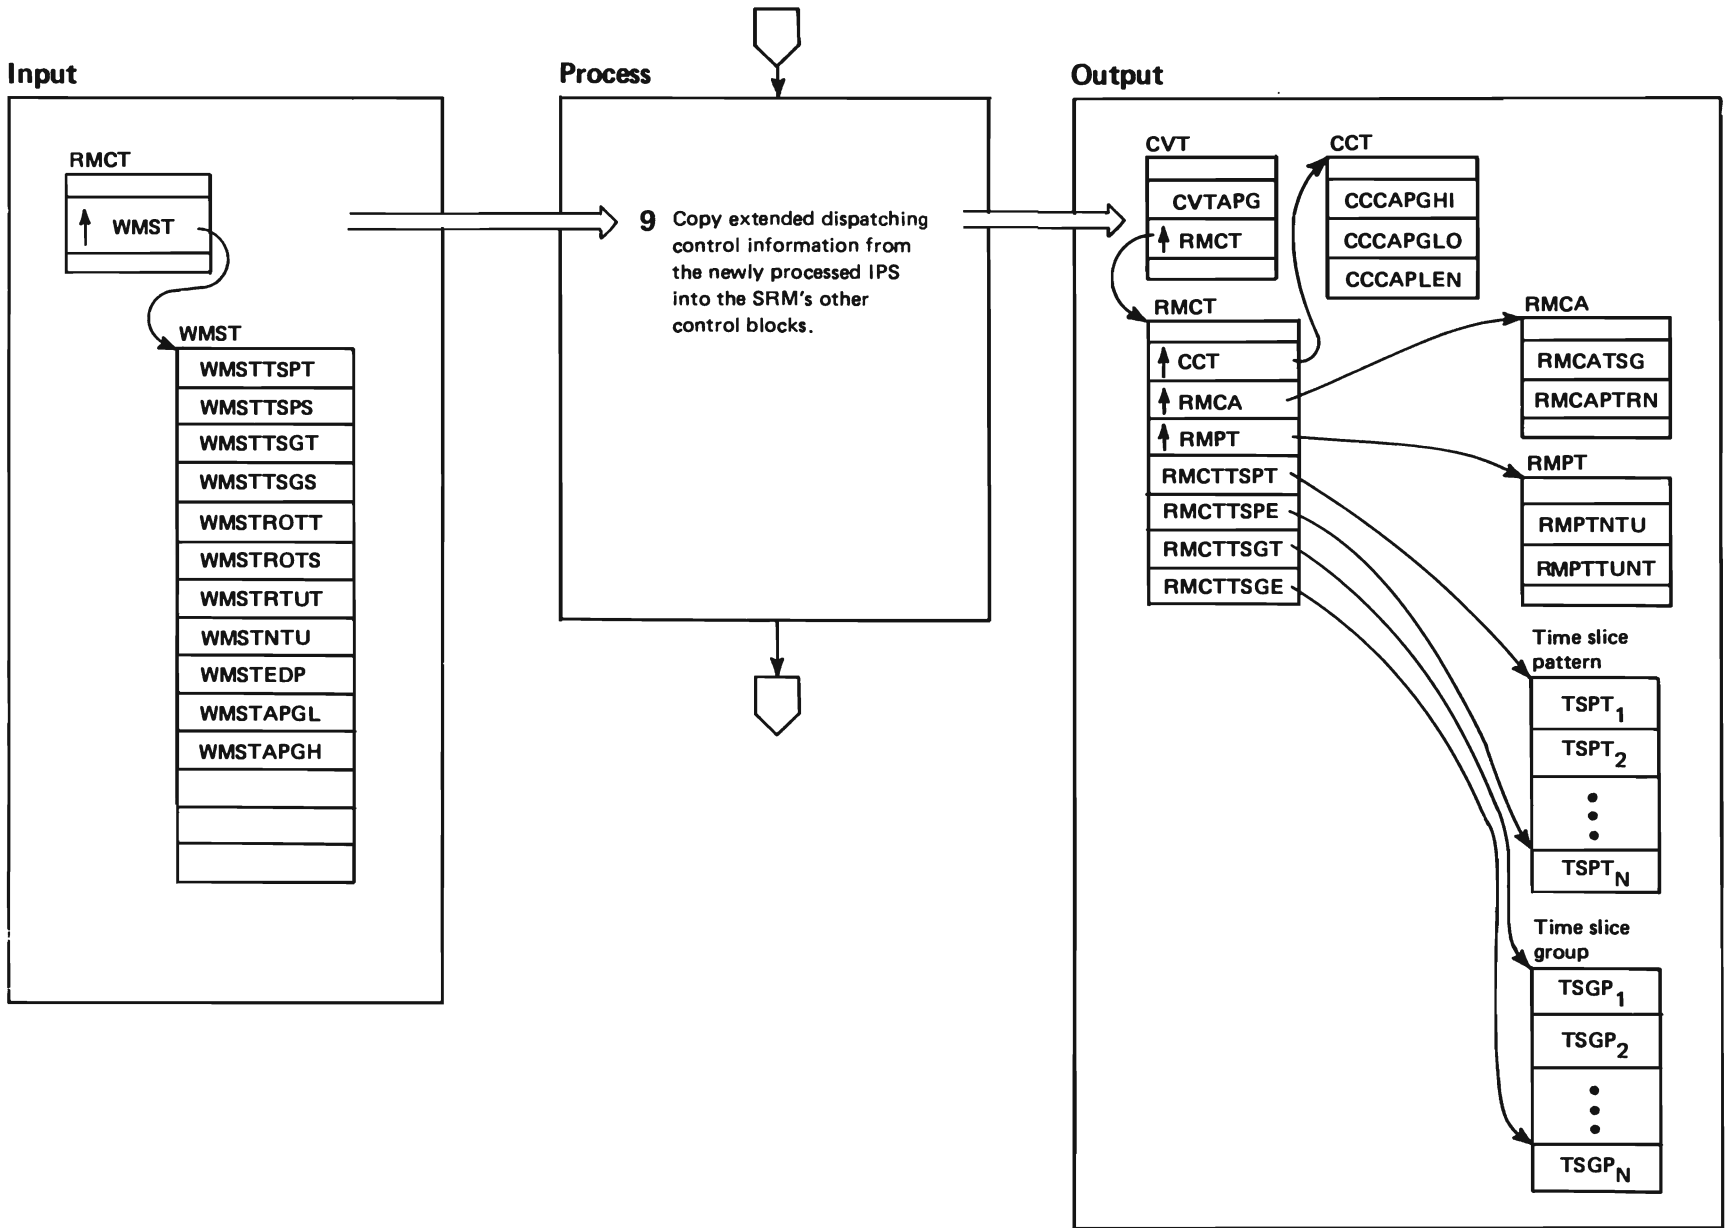 Input
RMCT
WMST
WMST
WMSTTSPT
WMSTTSPS
WMSTTSGT
WMSTTSGS
WMSTROTT
WMSTROTS
WMSTRTUT
WMSTNTU
WMSTEDP
WMSTAPGL
WMSTAPGH
Process
9 Copy extended dispatching
control information from
the newly processed IPS
into the SRM's other
control blocks.
Output
CVT
CVTAPG
RMCT
CCT
CCCAPGHI
CCCAPGLO
CCCAPLEN
RMCT
CCT
RMCA
RMPT
RMCTTSPT
RMCTTSPE
RMCTTSGT
RMCTTSGE
RMCA
RMCATSG
RMCAPTRN
RMPT
RMPTNTU
RMPTTUNT
Time slice
pattern
TSPT1
TSPT2
TSPTN
Time slice
group
TSGP1
TSGP2
TSGPN